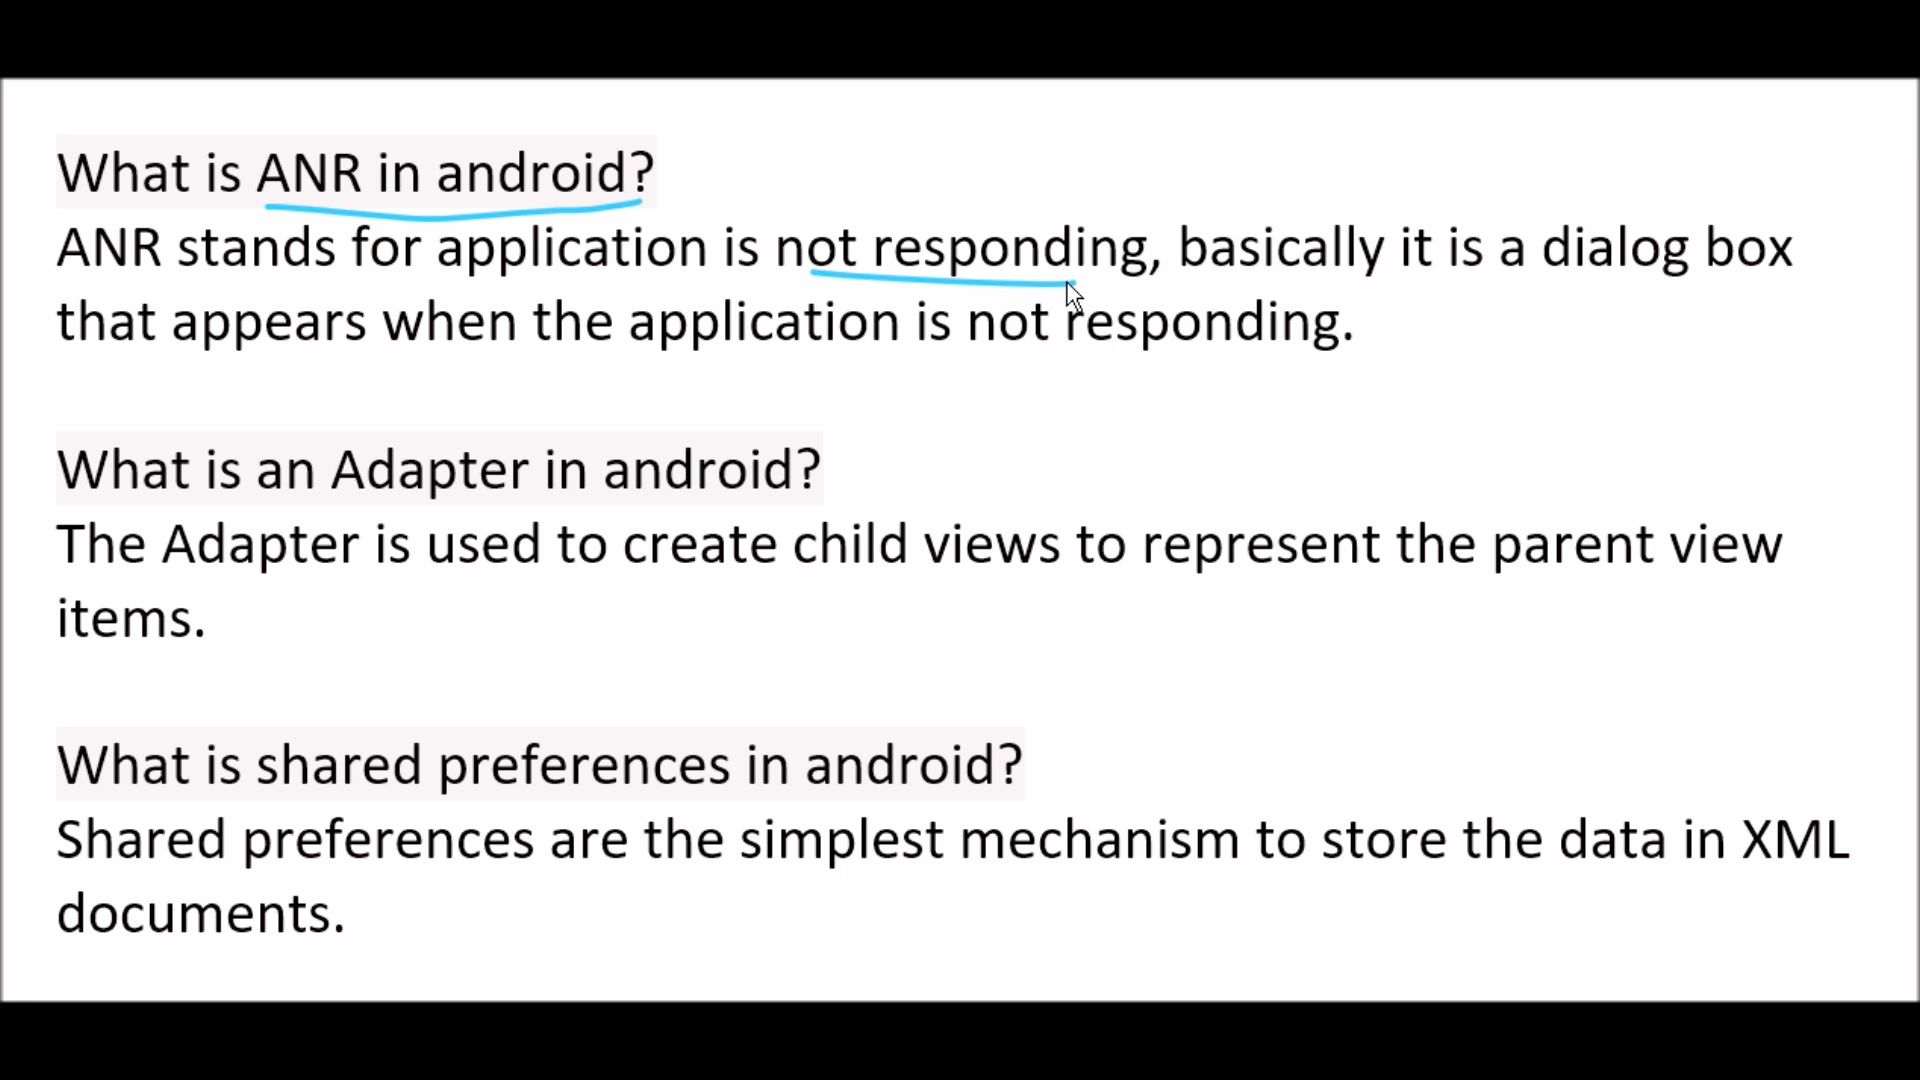 What is ANR in android?
ANR stands for application is not responding, basically it is a dialog box
that appears when the application is not responding.
What is an Adapter in android?
The Adapter is used to create child views to represent the parent view
items.
What is shared preferences in android?
Shared preferences are the simplest mechanism to store the data in XML
documents.